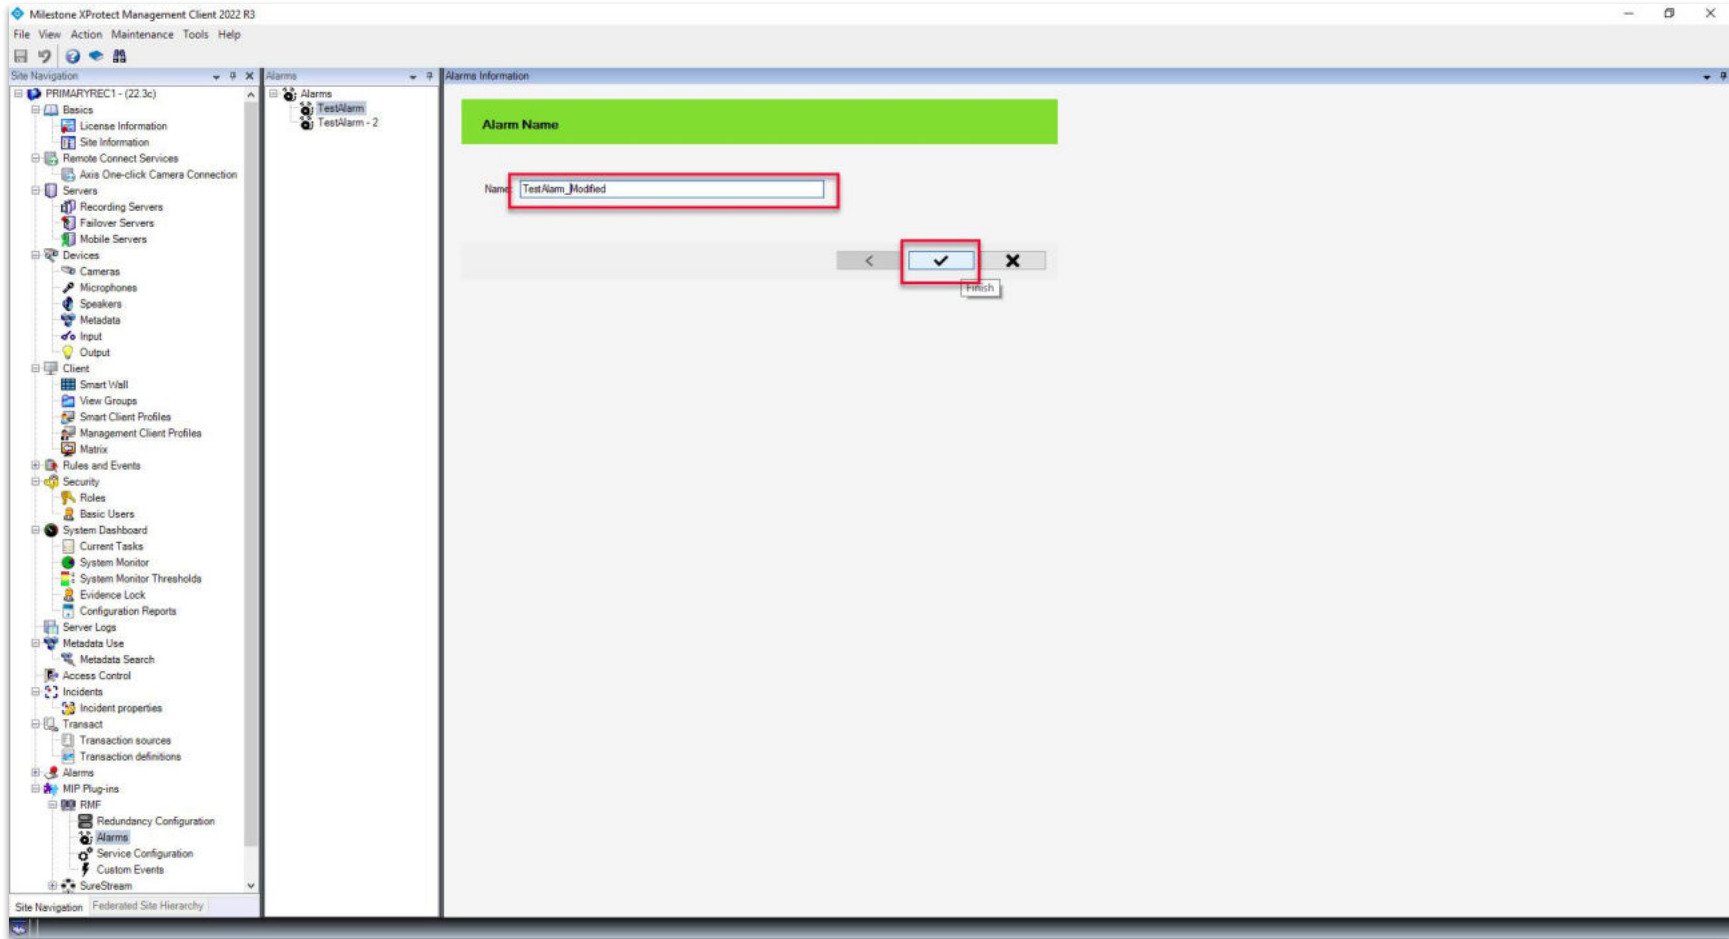 Milestone XProtect Management Client 2022 R3
File View Action Maintenance Tools Help
Site Navigation
PRIMARYREC1 - (22.3c)
Basics
License Information
Site Information
Remote Connect Services
Axis One-click Camera Connection
Servers
Recording Servers
Failover Servers
Mobile Servers
Devices
Cameras
Microphones
Speakers
Metadata
Input
Output
Client
Smart Wall
View Groups
Smart Client Profiles
Management Client Profiles
Matrix
Rules and Events
Security
Roles
Basic Users
System Dashboard
Current Tasks
System Monitor
System Monitor Thresholds
Evidence Lock
Configuration Reports
Server Logs
Metadata Use
Metadata Search
Access Control
Incidents
Incident properties
Transact
Transaction sources
Transaction definitions
Alarms
MIP Plug-ins
RMF
Redundancy Configuration
Alarms
Service Configuration
Custom Events
SureStream
Site Navigation Federated Site Hierarchy
Alarms
Alarms
TestAlarm
TestAlarm - 2
Alarms Information
Alarm Name
Name: TestAlarm_Modified
Finish